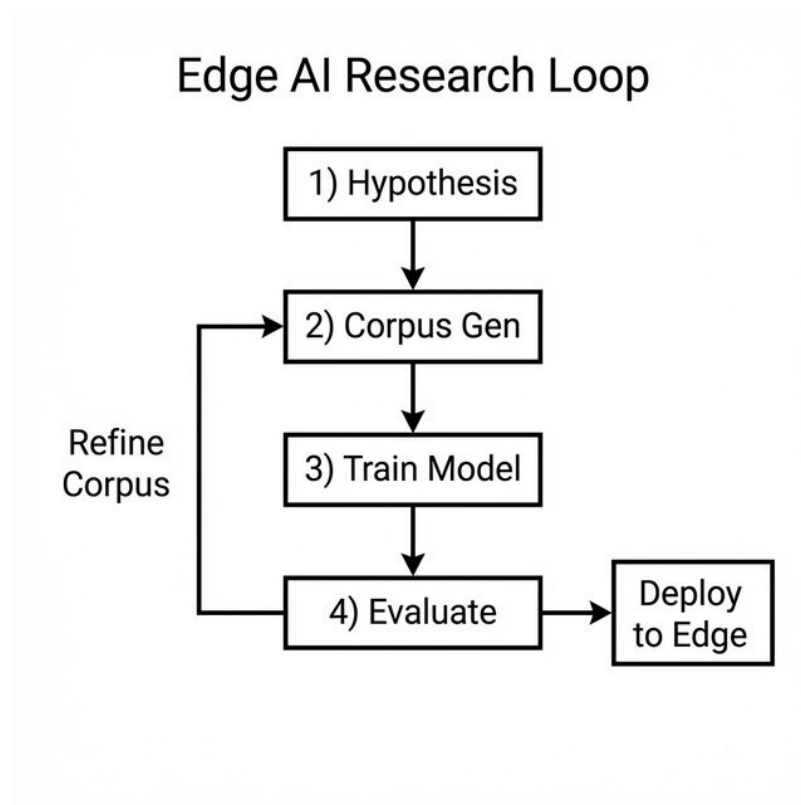 Edge AI Research Loop
1) Hypothesis
2) Corpus Gen
Refine
Corpus
3) Train Model
4) Evaluate
Deploy
to Edge